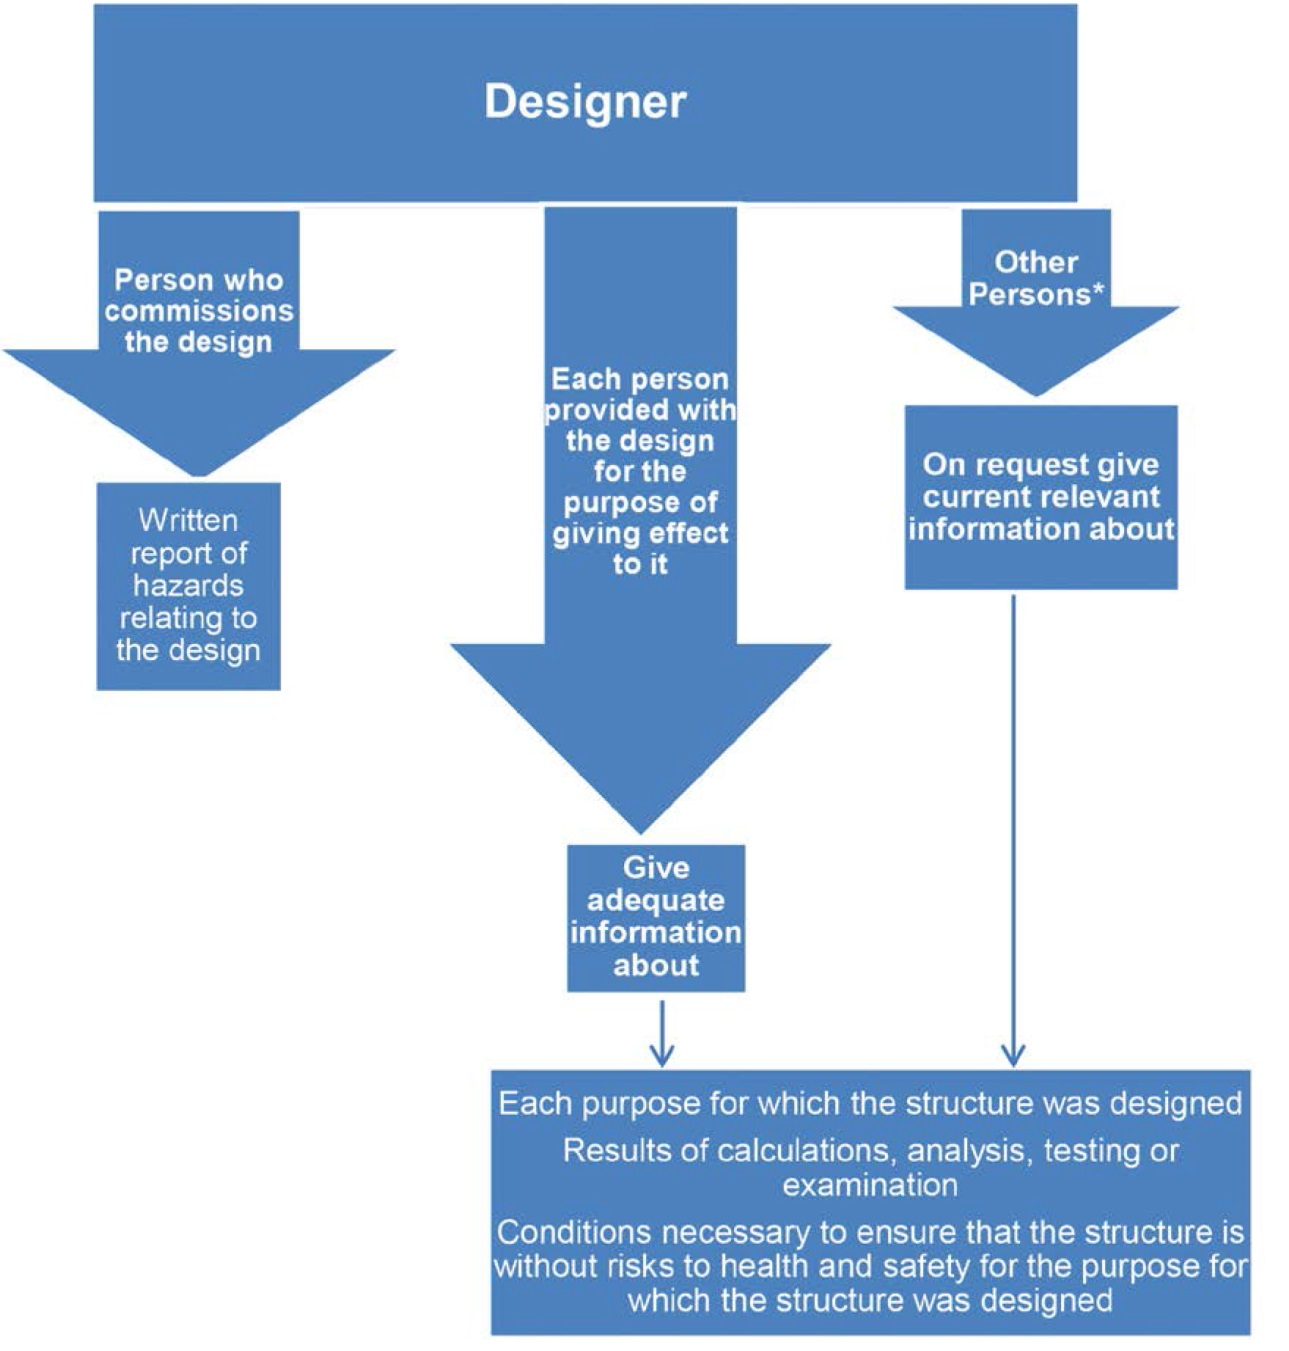 Designer
Person who
commissions
the design
Written
report of
hazards
relating to
the design
Each person
provided with
the design
for the
purpose of
giving effect
to it
Give
adequate
information
about
Other
Persons*
On request give
current relevant
information about
Each purpose for which the structure was designed
Results of calculations, analysis, testing or
examination
Conditions necessary to ensure that the structure is
without risks to health and safety for the purpose for
which the structure was designed